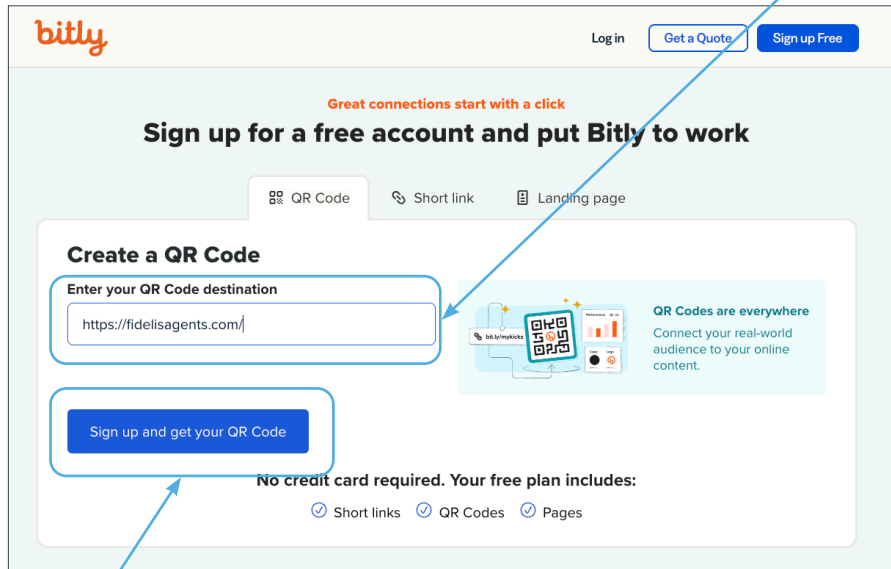 bitly
Log in
Get a Quote
Sign up Free
Great connections start with a click
Sign up for a free account and put Bitly to work
QR Code
Short link
Landing page
Create a QR Code
Enter your QR Code destination
https://fidelisagents.com/
bit.ly/mykicks
QR Codes are everywhere
Connect your real-world
audience to your online
content.
Sign up and get your QR Code
No credit card required. Your free plan includes:
Short links
QR Codes
Pages